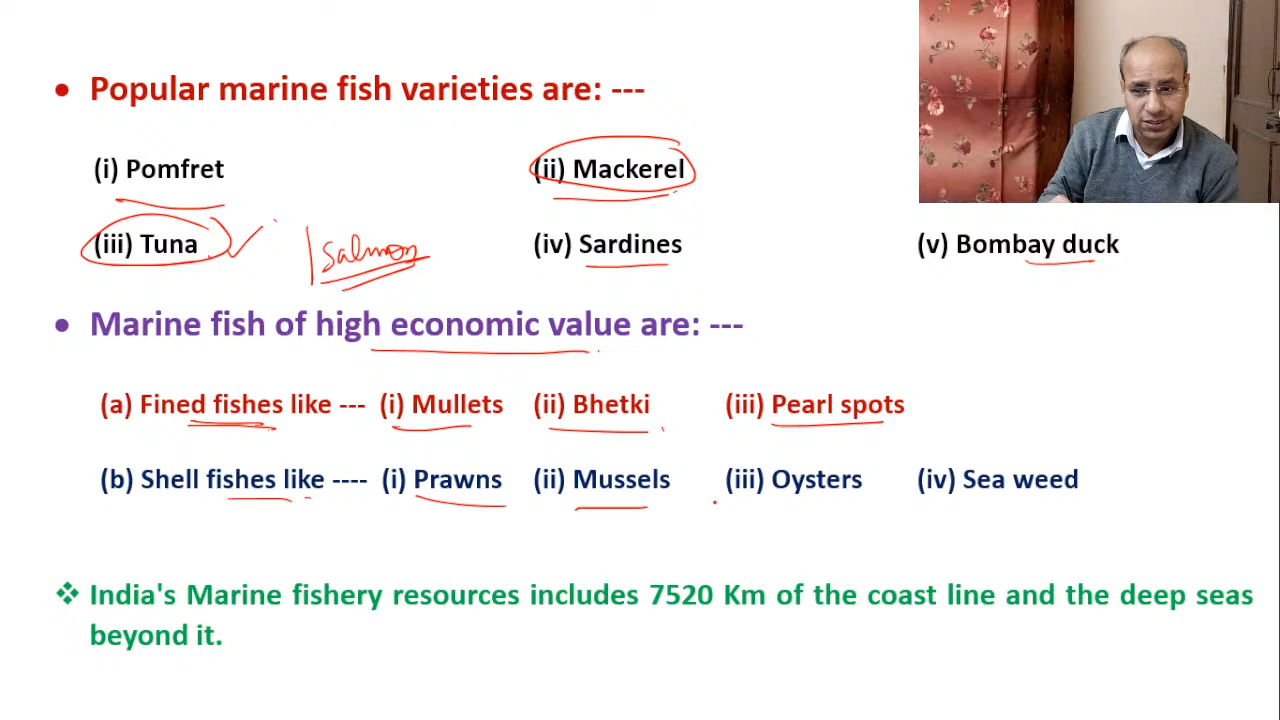 • Popular marine fish varieties are: ---
(i) Pomfret (ii) Mackerel
(iii) Tuna Salmon (iv) Sardines (v) Bombay duck
• Marine fish of high economic value are: ---
(a) Fined fishes like --- (i) Mullets (ii) Bhetki (iii) Pearl spots
(b) Shell fishes like ---- (i) Prawns (ii) Mussels (iii) Oysters (iv) Sea weed
❖ India's Marine fishery resources includes 7520 Km of the coast line and the deep seas
beyond it.